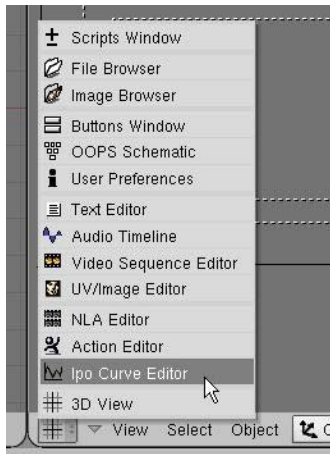 Scripts Window
File Browser
Image Browser
Buttons Window
OOPS Schematic
User Preferences
Text Editor
Audio Timeline
Video Sequence Editor
UV/Image Editor
NLA Editor
Action Editor
Ipo Curve Editor
3D View
View Select Object